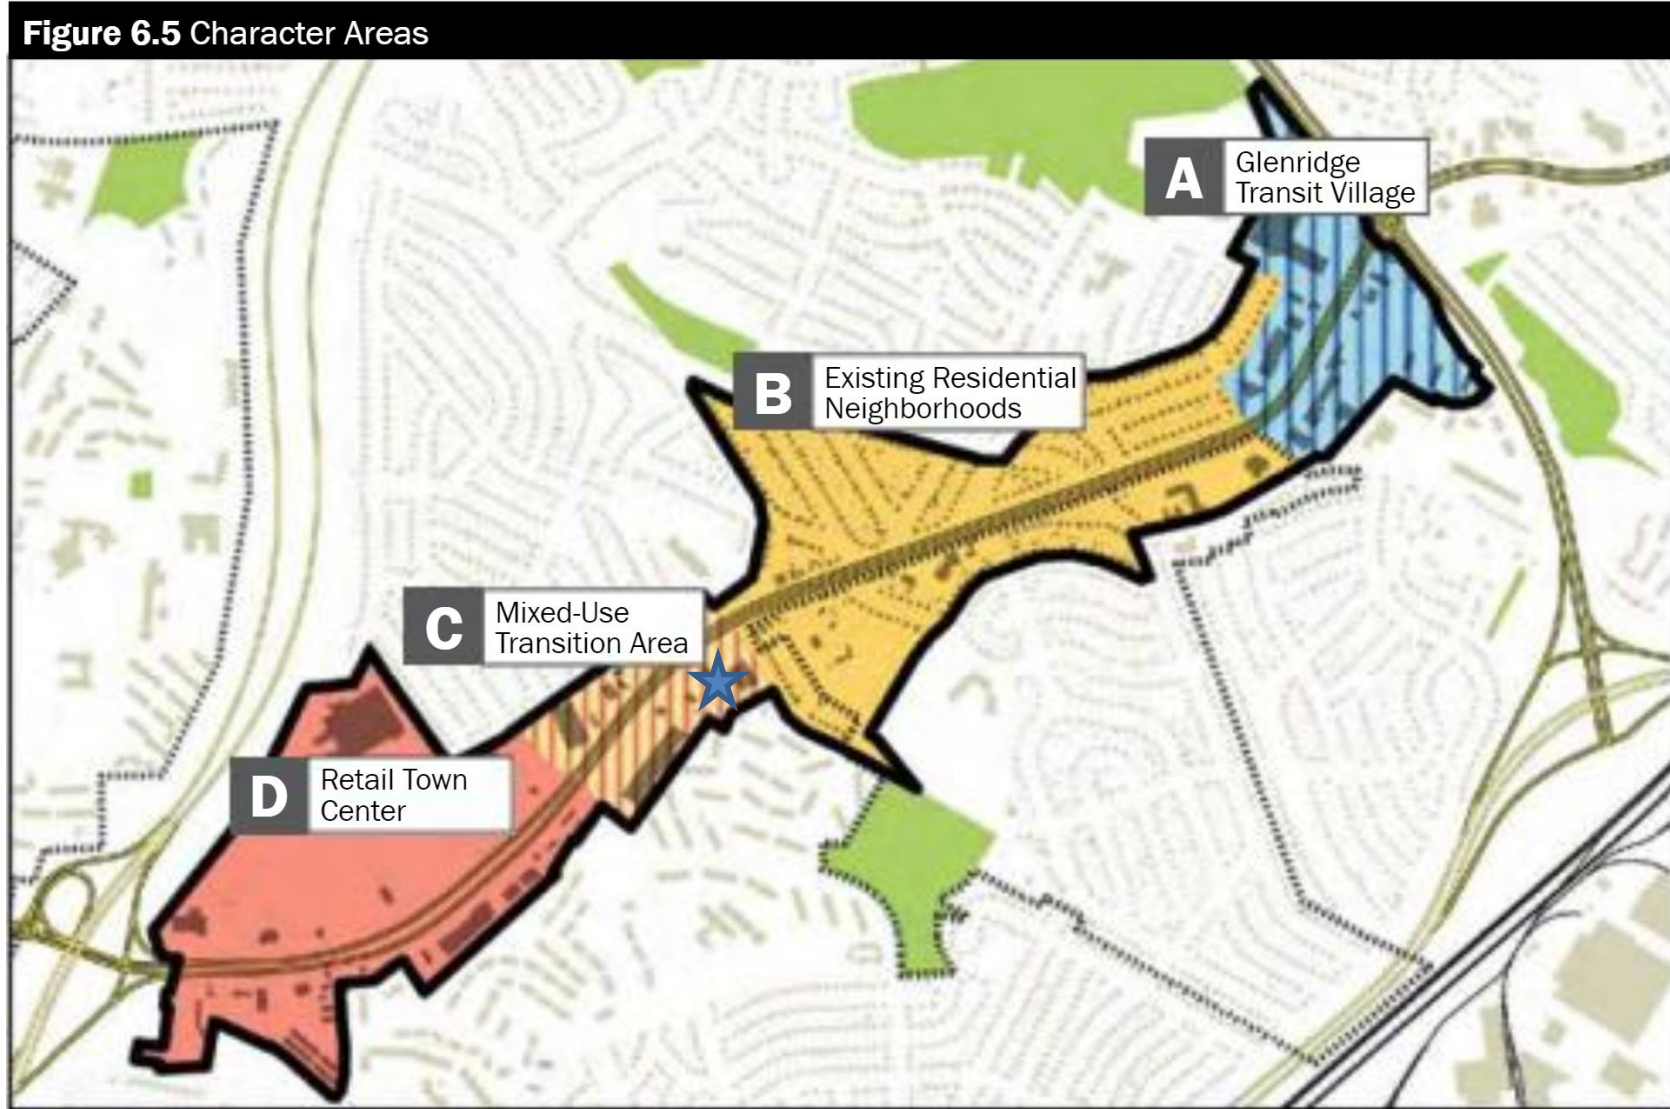 Figure 6.5 Character Areas
A
Glenridge
Transit Village
B
Existing Residential
Neighborhoods
C
Mixed-Use
Transition Area
D
Retail Town
Center